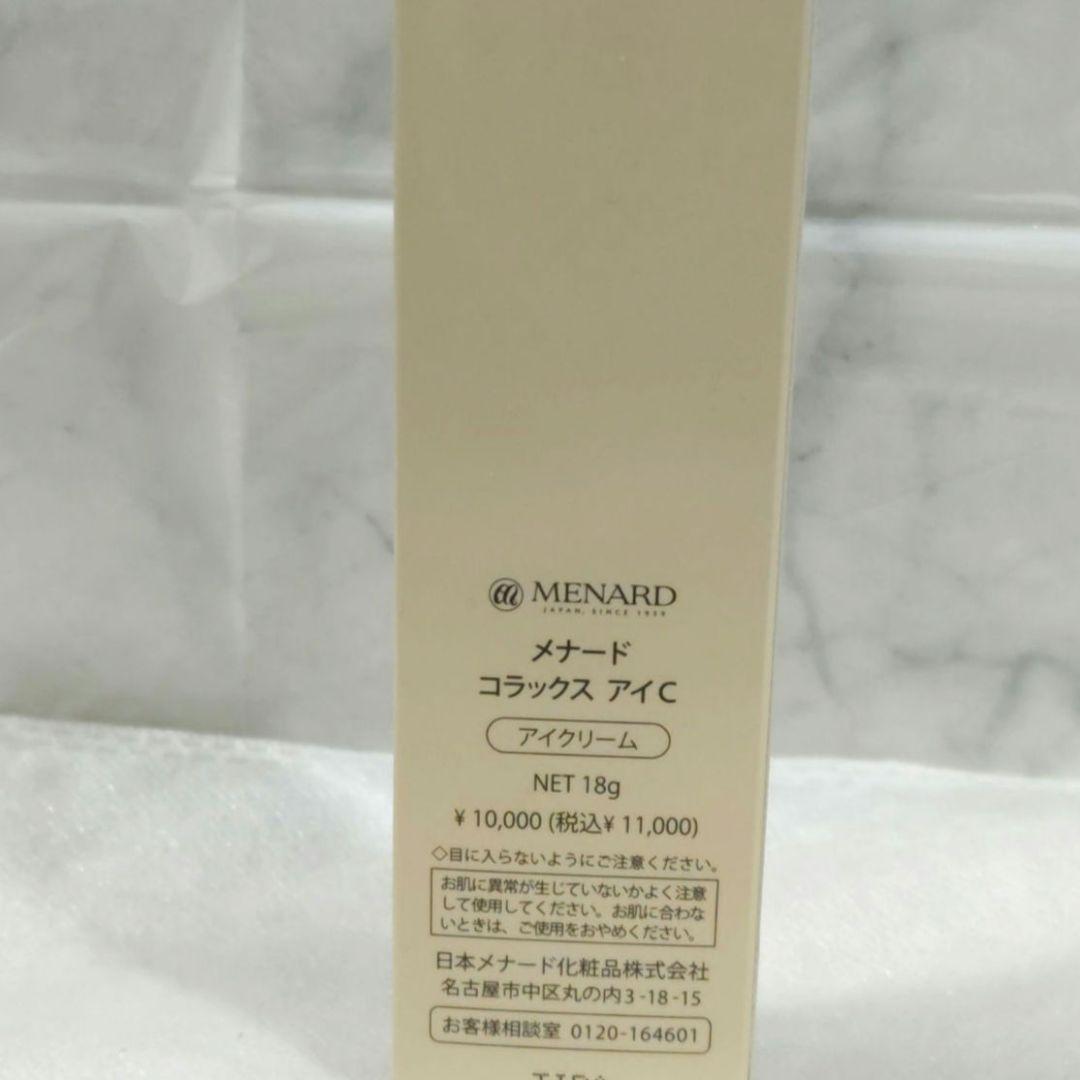 MENARD
JAPAN, SINCE 1959
メナード
コラックス アイC
アイクリーム
NET 18g
¥10,000 (税込¥11,000)
◇目に入らないようにご注意ください。
お肌に異常が生じていないかよく注意
して使用してください。お肌に合わな
いときは、ご使用をおやめください。
日本メナード化粧品株式会社
名古屋市中区丸の内3-18-15
お客様相談室 0120-164601